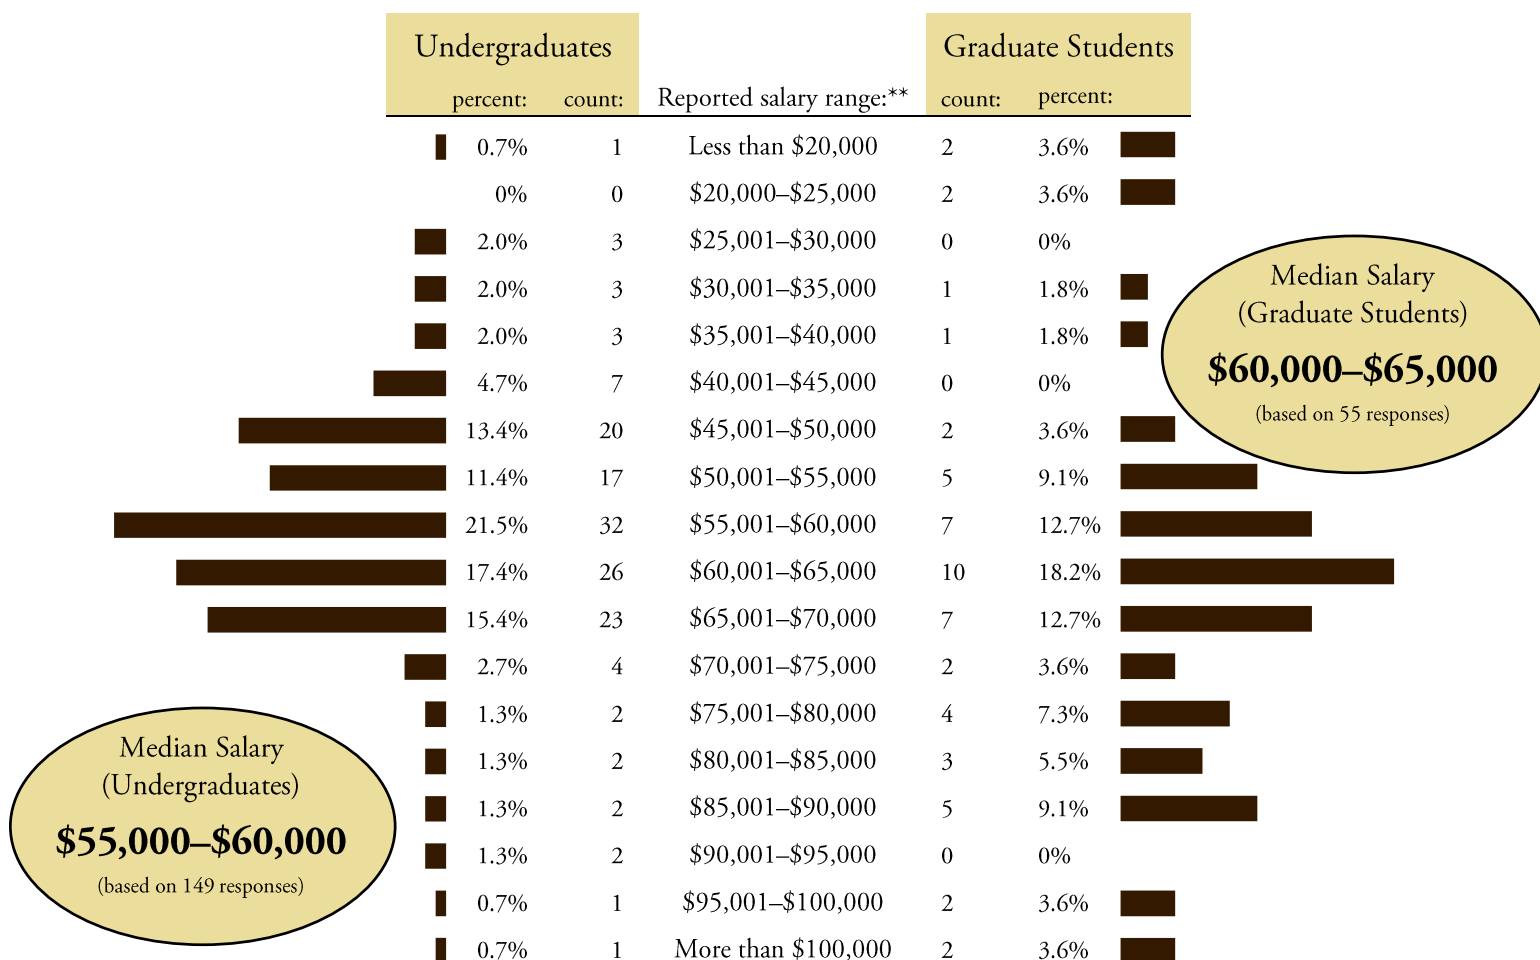 Undergraduates Graduate Students
percent: count: Reported salary range:** count: percent:
0.7% 1 Less than $20,000 2 3.6%
0% 0 $20,000–$25,000 2 3.6%
2.0% 3 $25,001–$30,000 0 0%
2.0% 3 $30,001–$35,000 1 1.8%
2.0% 3 $35,001–$40,000 1 1.8%
4.7% 7 $40,001–$45,000 0 0%
13.4% 20 $45,001–$50,000 2 3.6%
11.4% 17 $50,001–$55,000 5 9.1%
21.5% 32 $55,001–$60,000 7 12.7%
17.4% 26 $60,001–$65,000 10 18.2%
15.4% 23 $65,001–$70,000 7 12.7%
2.7% 4 $70,001–$75,000 2 3.6%
1.3% 2 $75,001–$80,000 4 7.3%
1.3% 2 $80,001–$85,000 3 5.5%
1.3% 2 $85,001–$90,000 5 9.1%
1.3% 2 $90,001–$95,000 0 0%
0.7% 1 $95,001–$100,000 2 3.6%
0.7% 1 More than $100,000 2 3.6%
Median Salary
(Graduate Students)
$60,000–$65,000
(based on 55 responses)
Median Salary
(Undergraduates)
$55,000–$60,000
(based on 149 responses)